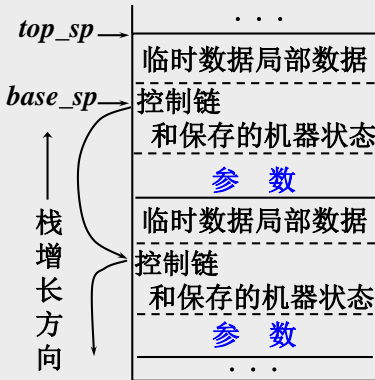 . . .
top_sp
临时数据局部数据
base_sp
控制链
和保存的机器状态
参 数
临时数据局部数据
控制链
和保存的机器状态
参 数
. . .
栈增长方向